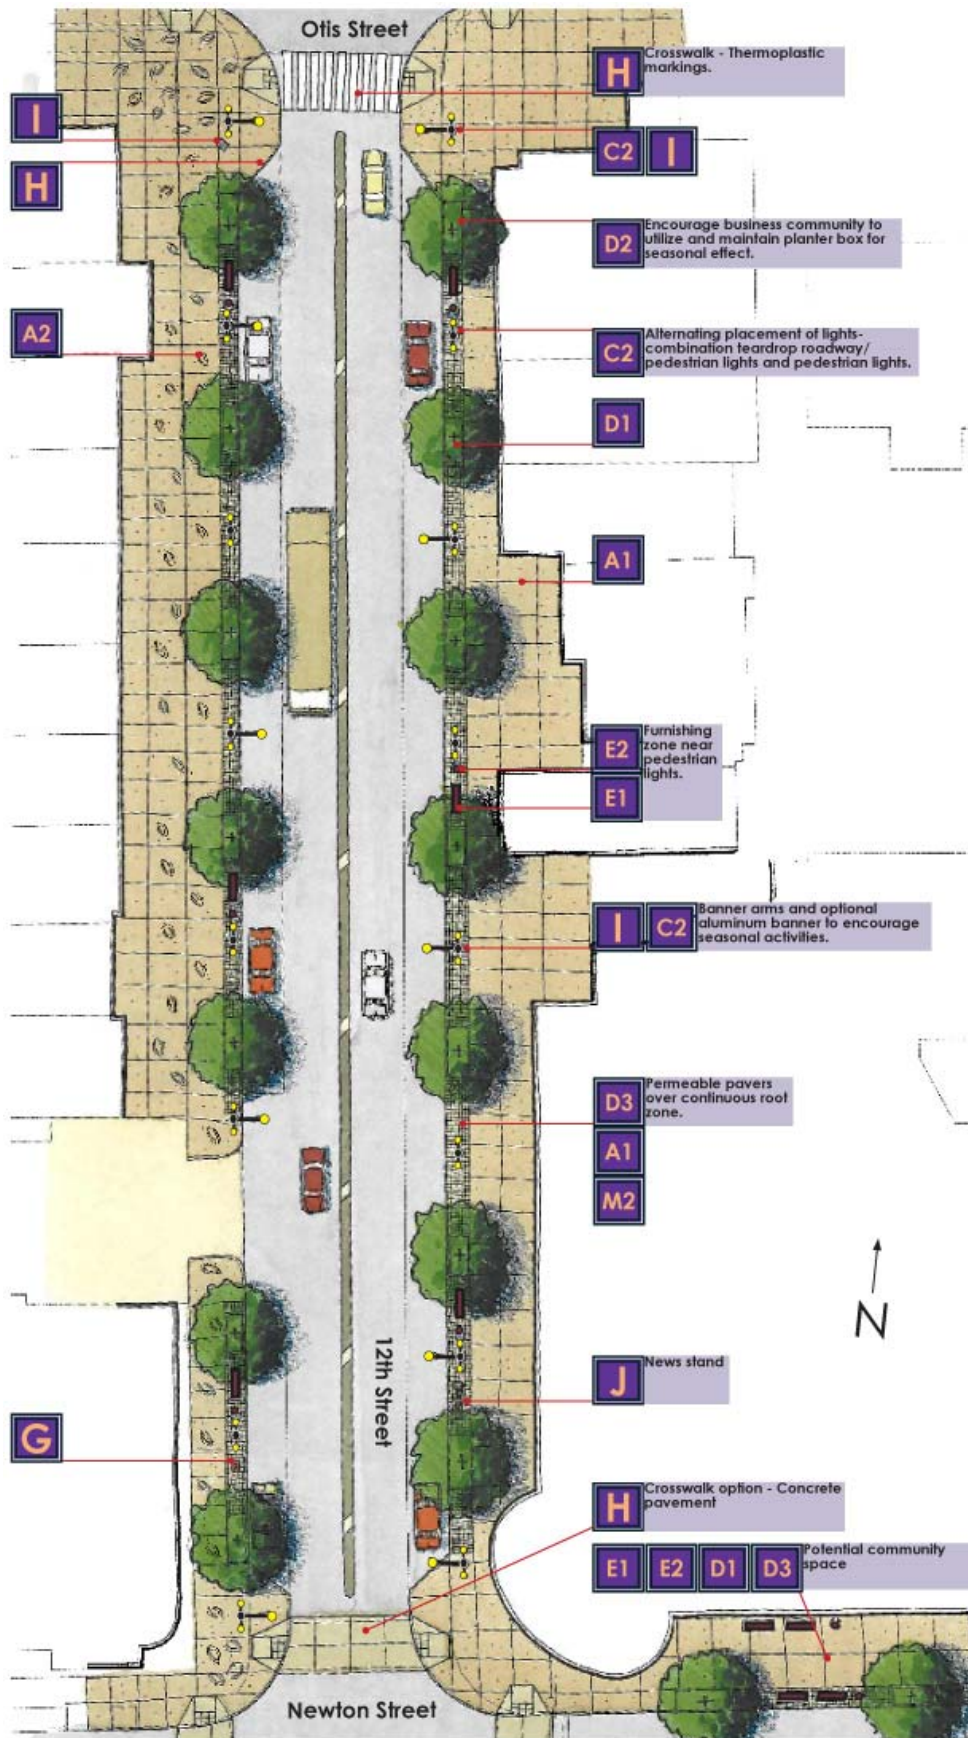 Otis Street
H
Crosswalk - Thermoplastic
markings.
I
H
C2 I
D2
Encourage business community to
utilize and maintain planter box for
seasonal effect.
A2
C2
Alternating placement of lights-
combination teardrop roadway/
pedestrian lights and pedestrian lights.
D1
A1
E2
Furnishing
zone near
pedestrian
lights.
E1
I C2
Banner arms and optional
aluminum banner to encourage
seasonal activities.
D3
Permeable pavers
over continuous root
zone.
A1
M2
N
12th Street
J
News stand
G
H
Crosswalk option - Concrete
pavement
E1 E2 D1 D3
Potential community
space
Newton Street